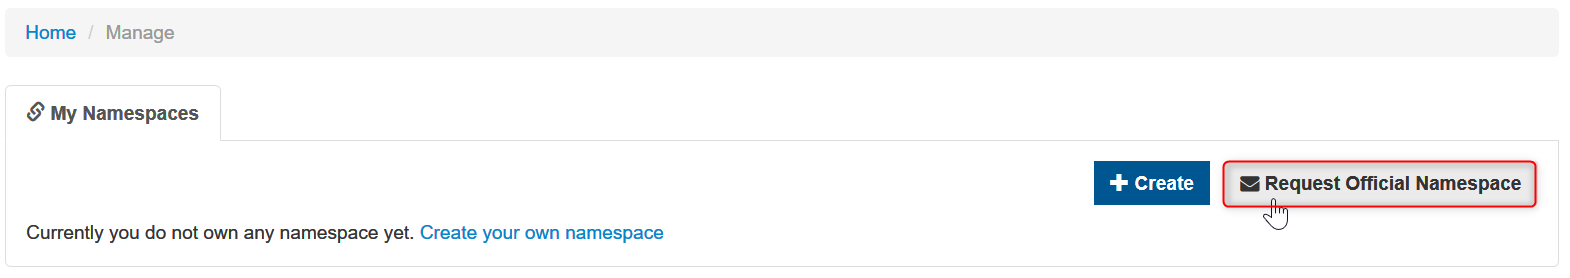 Home / Manage
My Namespaces
Create Request Official Namespace
Currently you do not own any namespace yet. Create your own namespace